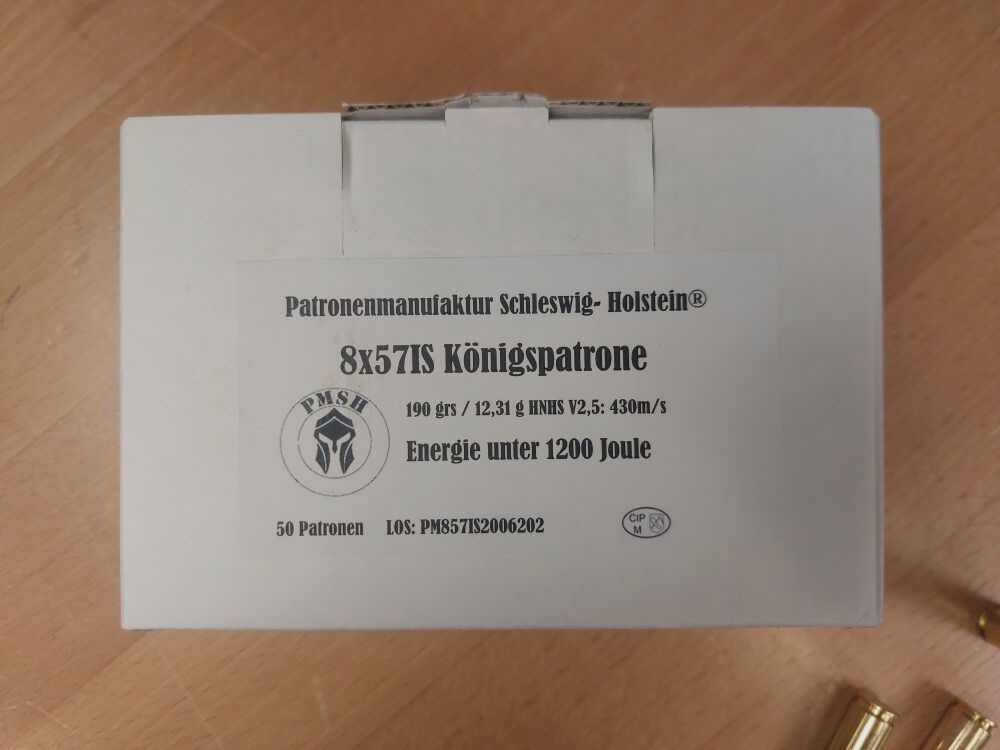 Patronenmanufaktur Schleswig- Holstein®
8x57IS Königspatrone
PMSH
190 grs / 12,31 g HNHS V2,5: 430m/s
Energie unter 1200 Joule
50 Patronen LOS: PM857IS2006202
CIP
M